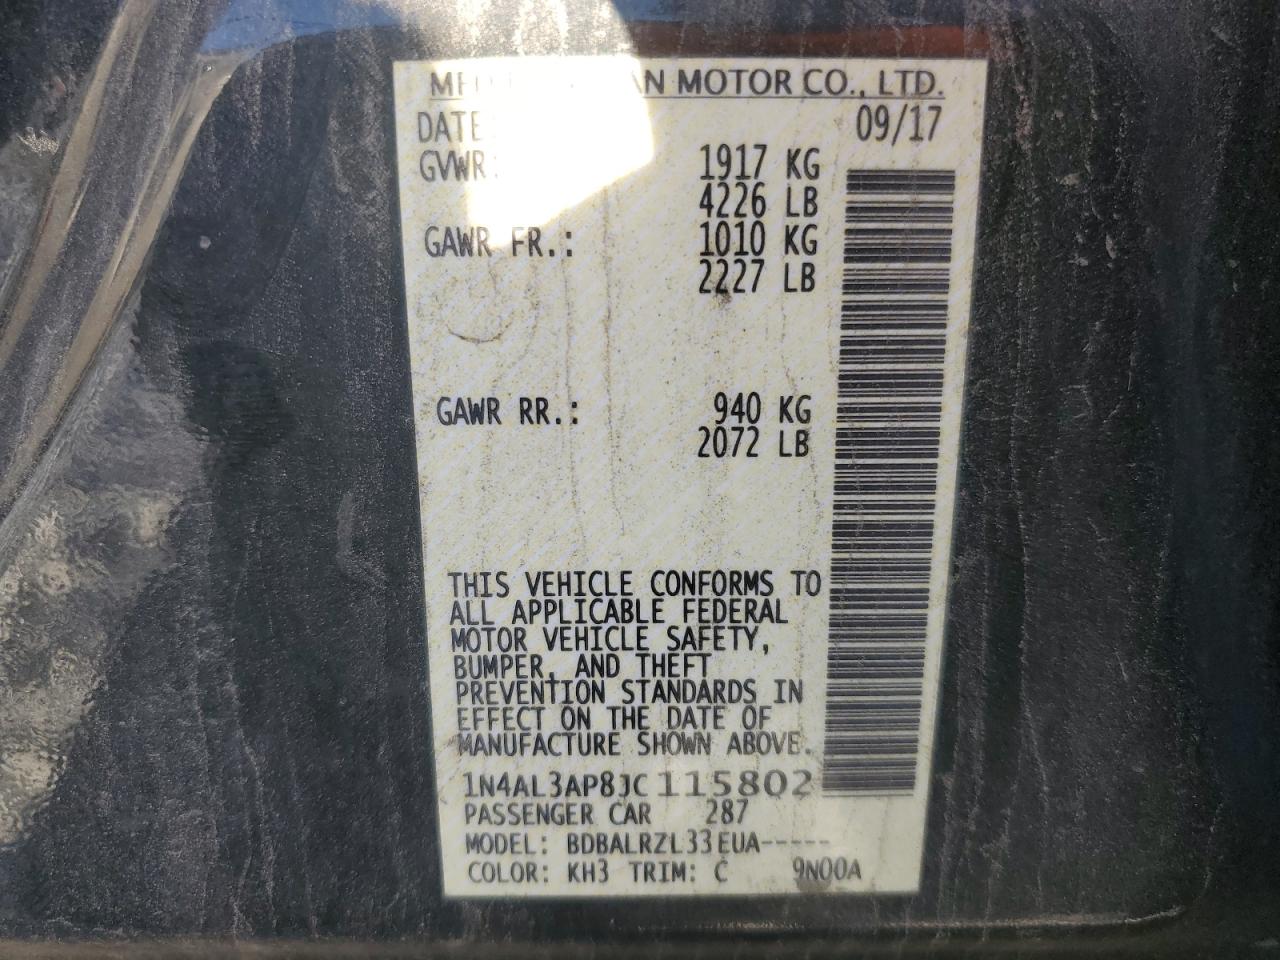 MOTOR CO., LTD.
DATE 09/17
GVWR: 1917 KG
4226 LB
GAWR FR.: 1010 KG
2227 LB
GAWR RR.: 940 KG
2072 LB
THIS VEHICLE CONFORMS TO
ALL APPLICABLE FEDERAL
MOTOR VEHICLE SAFETY,
BUMPER, AND THEFT
PREVENTION STANDARDS IN
EFFECT ON THE DATE OF
MANUFACTURE SHOWN ABOVE.
1N4AL3AP8JC115802
PASSENGER CAR 287
MODEL: BDBALRZL33EUA-----
COLOR: KH3 TRIM: C 9N00A